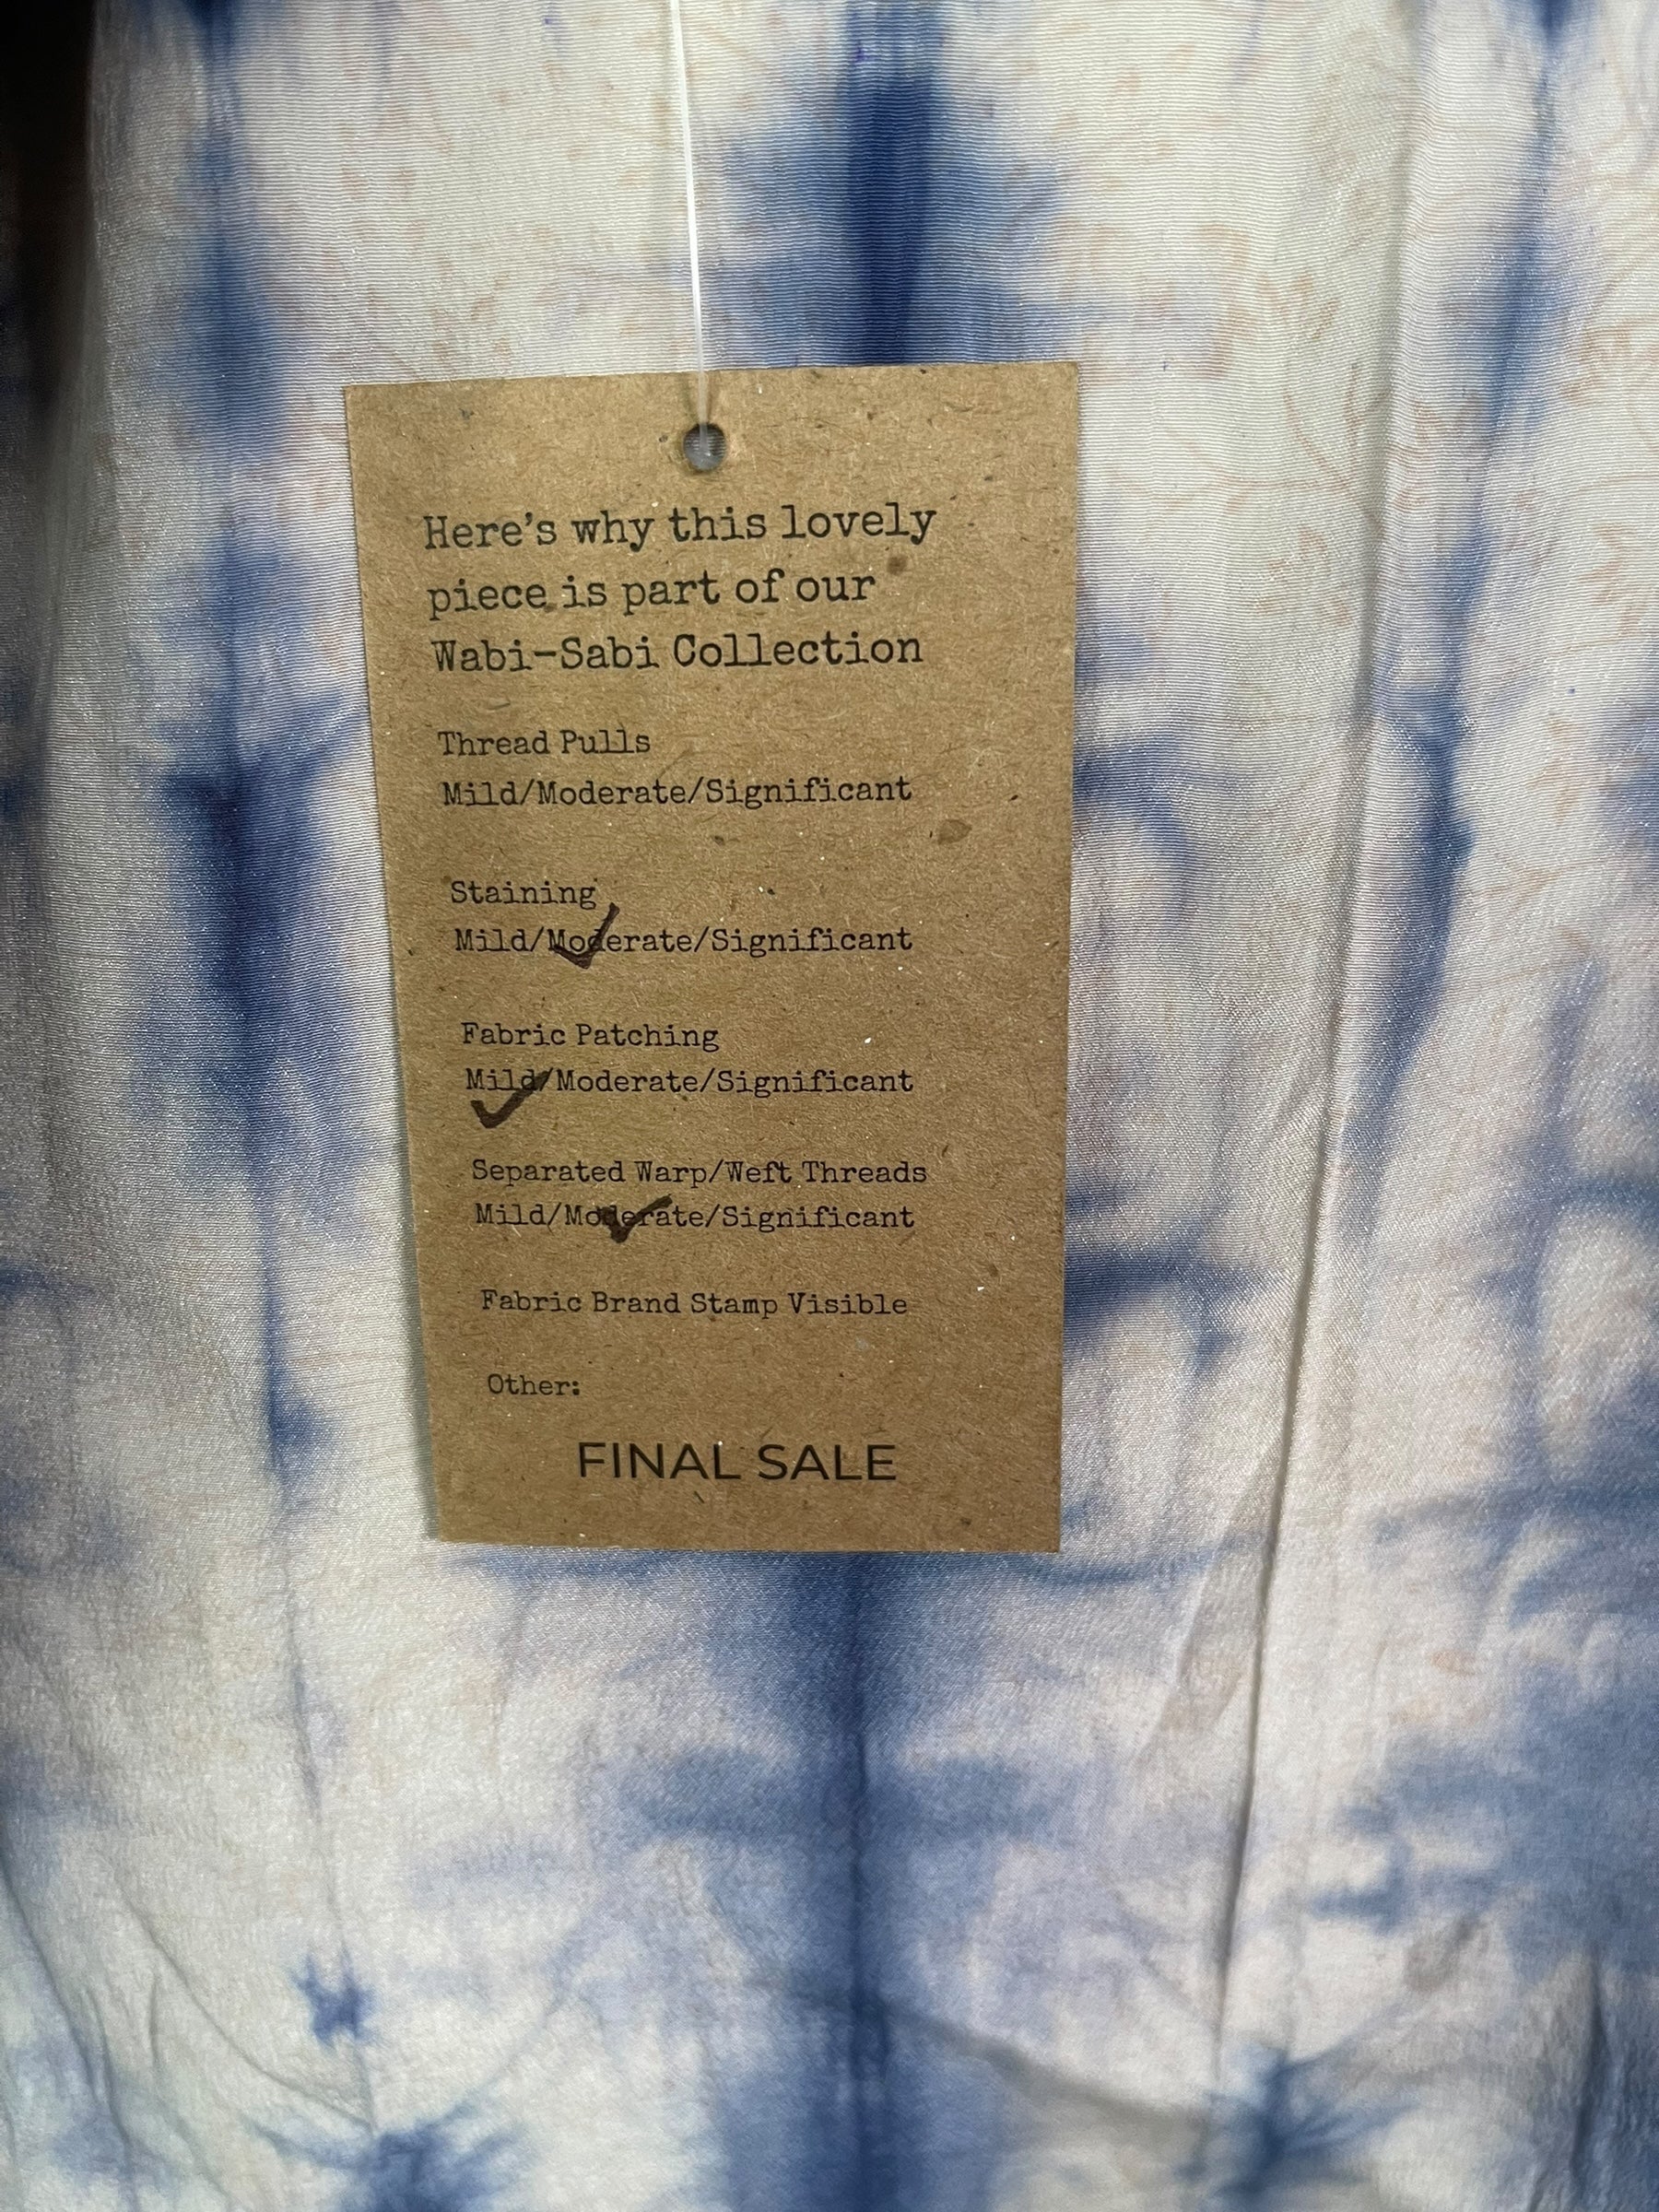 Here's why this lovely
piece is part of our
Wabi-Sabi Collection
Thread Pulls
Mild/Moderate/Significant
Staining
Mild/Moderate/Significant
Fabric Patching
Mild/Moderate/Significant
Separated Warp/Weft Threads
Mild/Moderate/Significant
Fabric Brand Stamp Visible
Other:
FINAL SALE